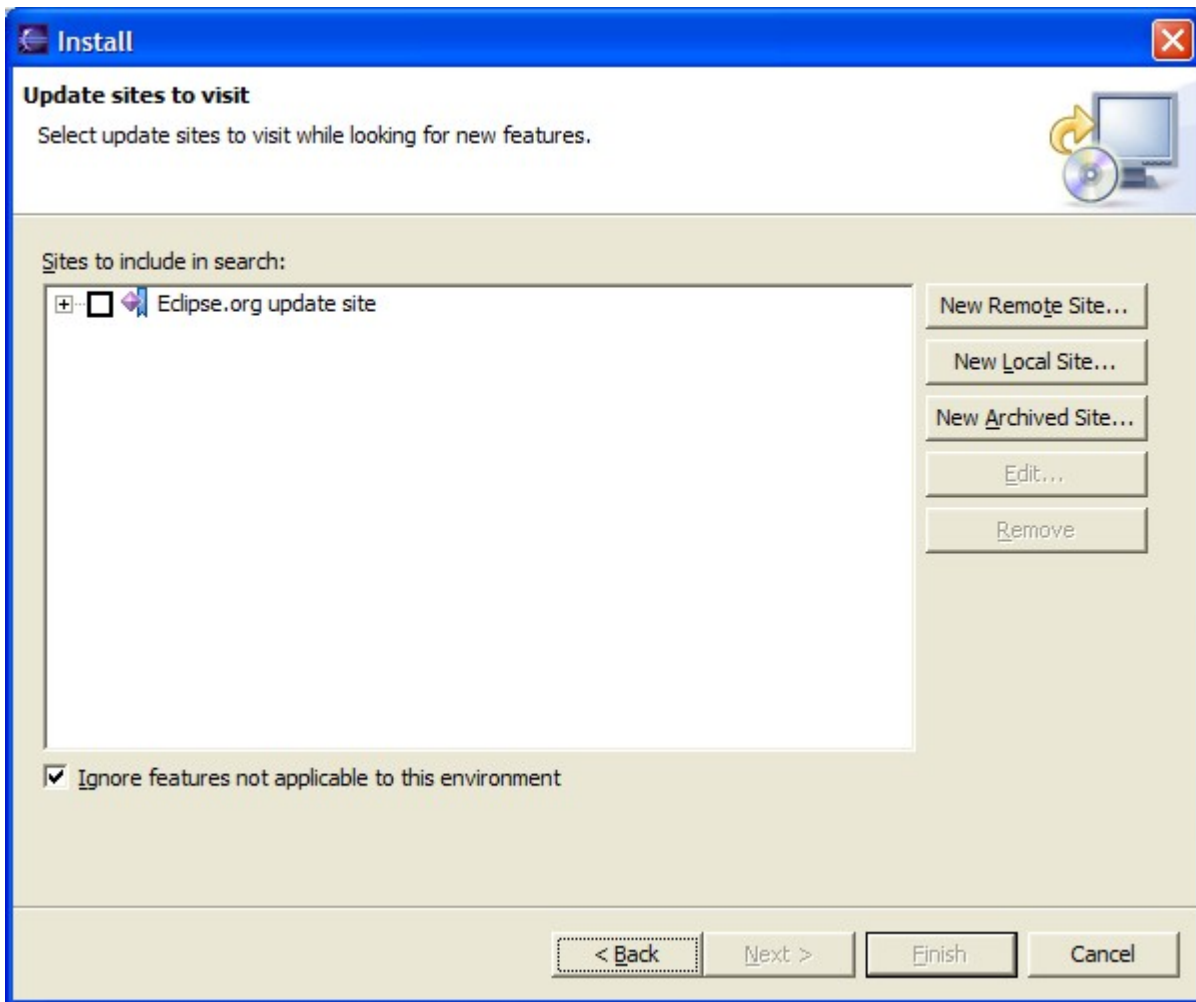 Install
Update sites to visit
Select update sites to visit while looking for new features.
Sites to include in search:
Eclipse.org update site
New Remote Site...
New Local Site...
New Archived Site...
Edit...
Remove
Ignore features not applicable to this environment
< Back
Next >
Finish
Cancel